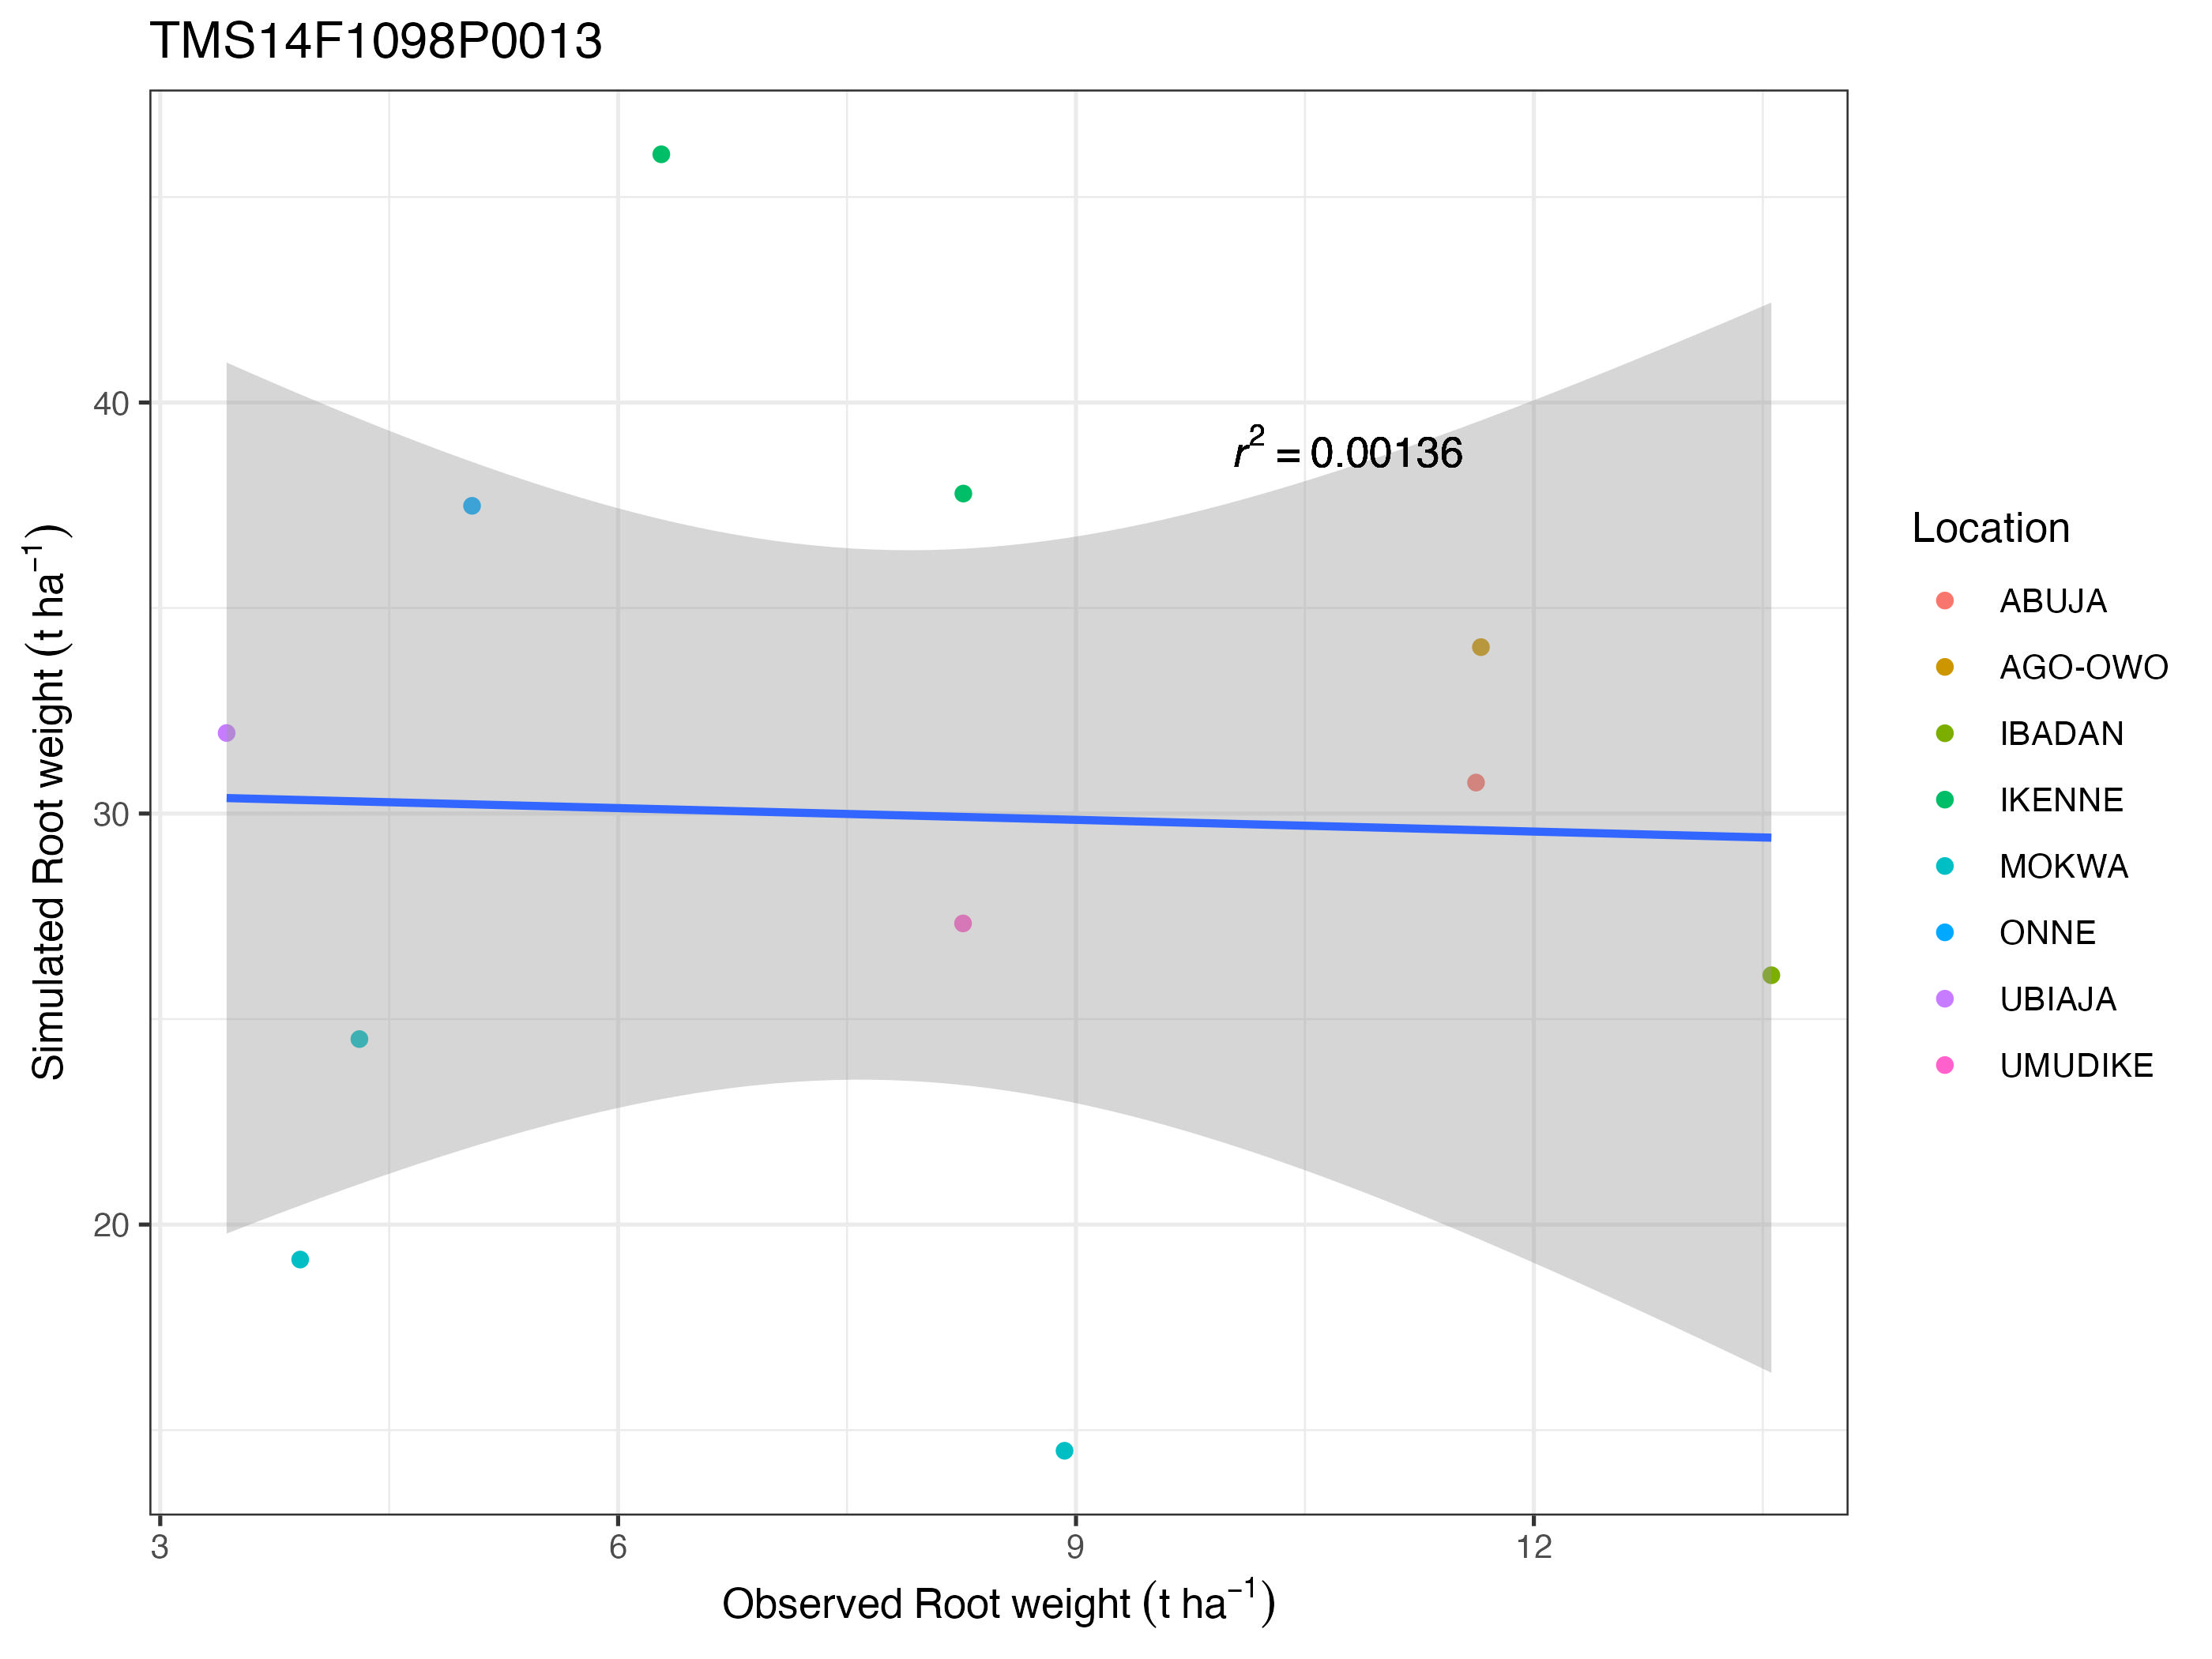 TMS14F1098P0013
r² = 0.00136
40
30
20
Simulated Root weight (t ha⁻¹)
3 6 9 12
Observed Root weight (t ha⁻¹)
Location
ABUJA
AGO-OWO
IBADAN
IKENNE
MOKWA
ONNE
UBIAJA
UMUDIKE